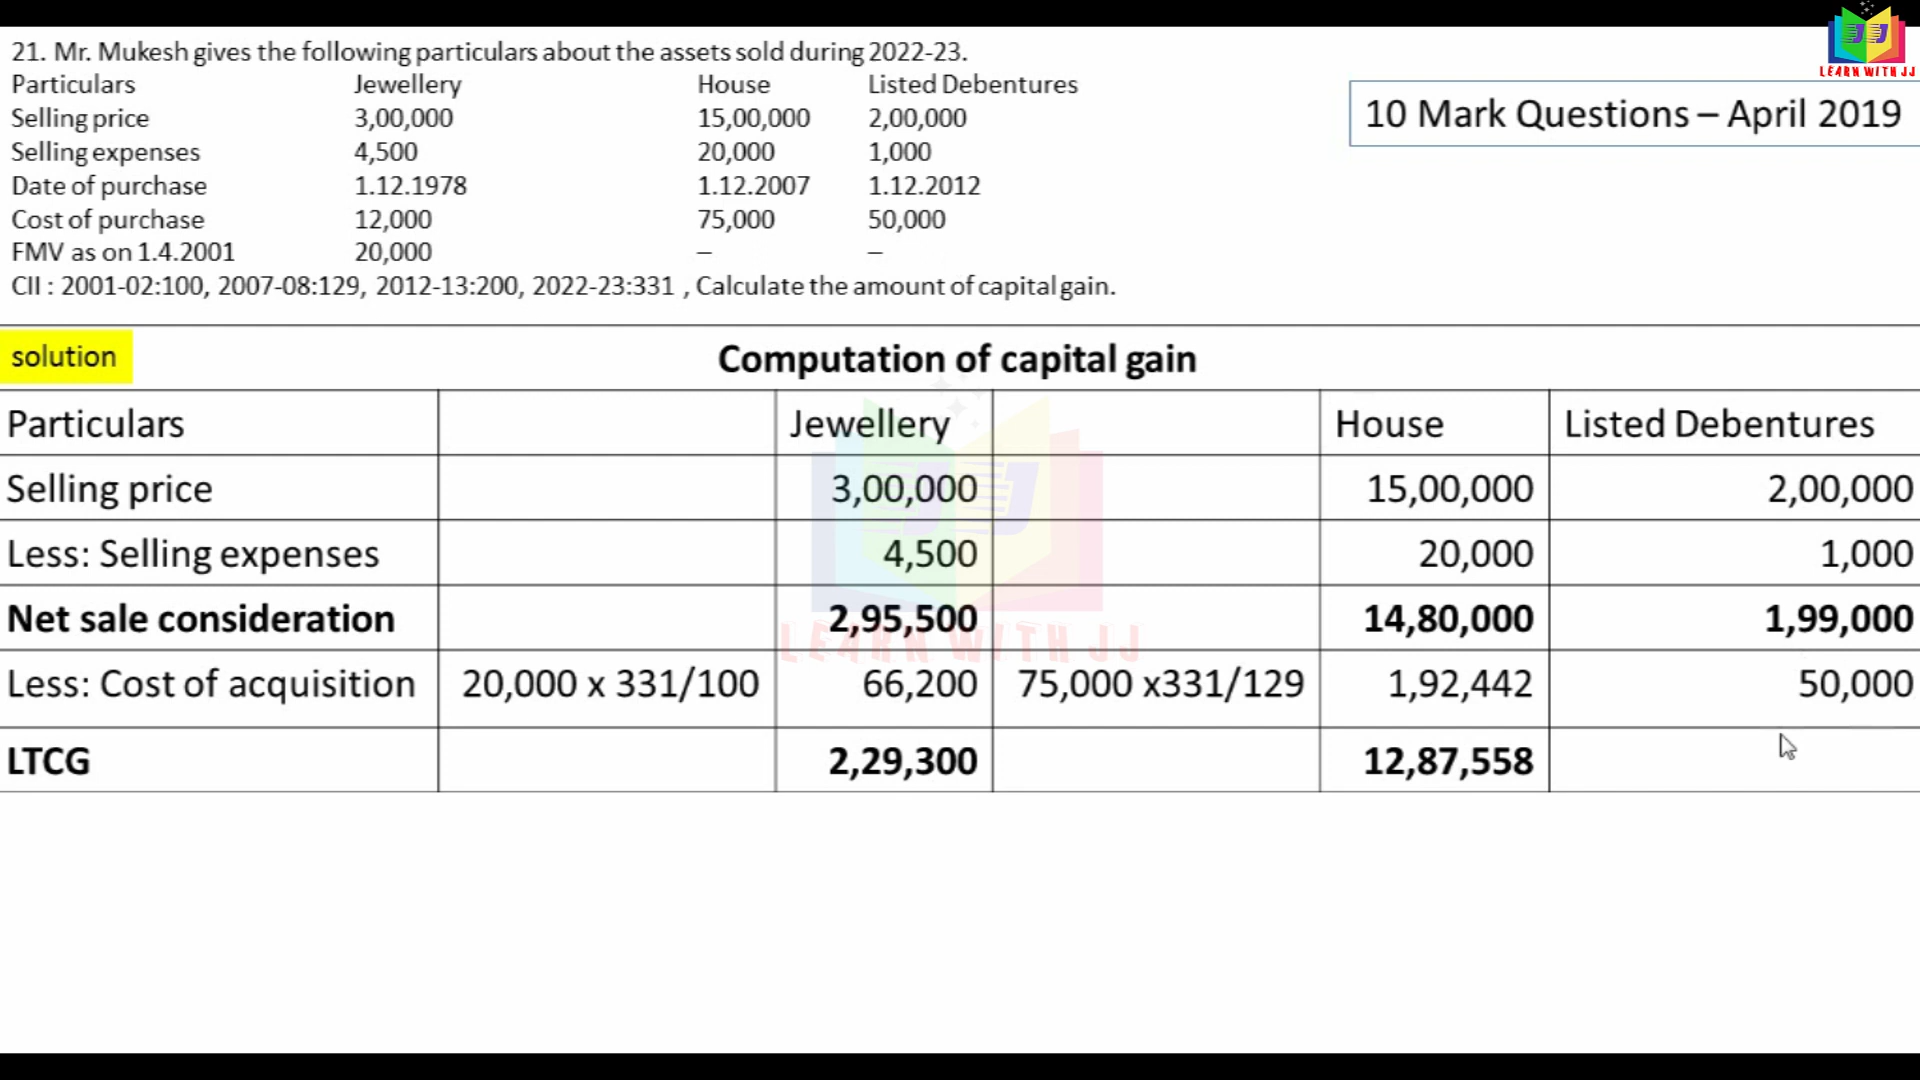 LEARN WITH JJ
21. Mr. Mukesh gives the following particulars about the assets sold during 2022-23.
Particulars Jewellery House Listed Debentures
Selling price 3,00,000 15,00,000 2,00,000
Selling expenses 4,500 20,000 1,000
Date of purchase 1.12.1978 1.12.2007 1.12.2012
Cost of purchase 12,000 75,000 50,000
FMV as on 1.4.2001 20,000 – –
CII : 2001-02:100, 2007-08:129, 2012-13:200, 2022-23:331 , Calculate the amount of capital gain.
10 Mark Questions – April 2019
solution
Computation of capital gain
Particulars Jewellery House Listed Debentures
Selling price 3,00,000 15,00,000 2,00,000
Less: Selling expenses 4,500 20,000 1,000
Net sale consideration 2,95,500 14,80,000 1,99,000
LEARN WITH JJ
Less: Cost of acquisition 20,000 x 331/100 66,200 75,000 x331/129 1,92,442 50,000
LTCG 2,29,300 12,87,558